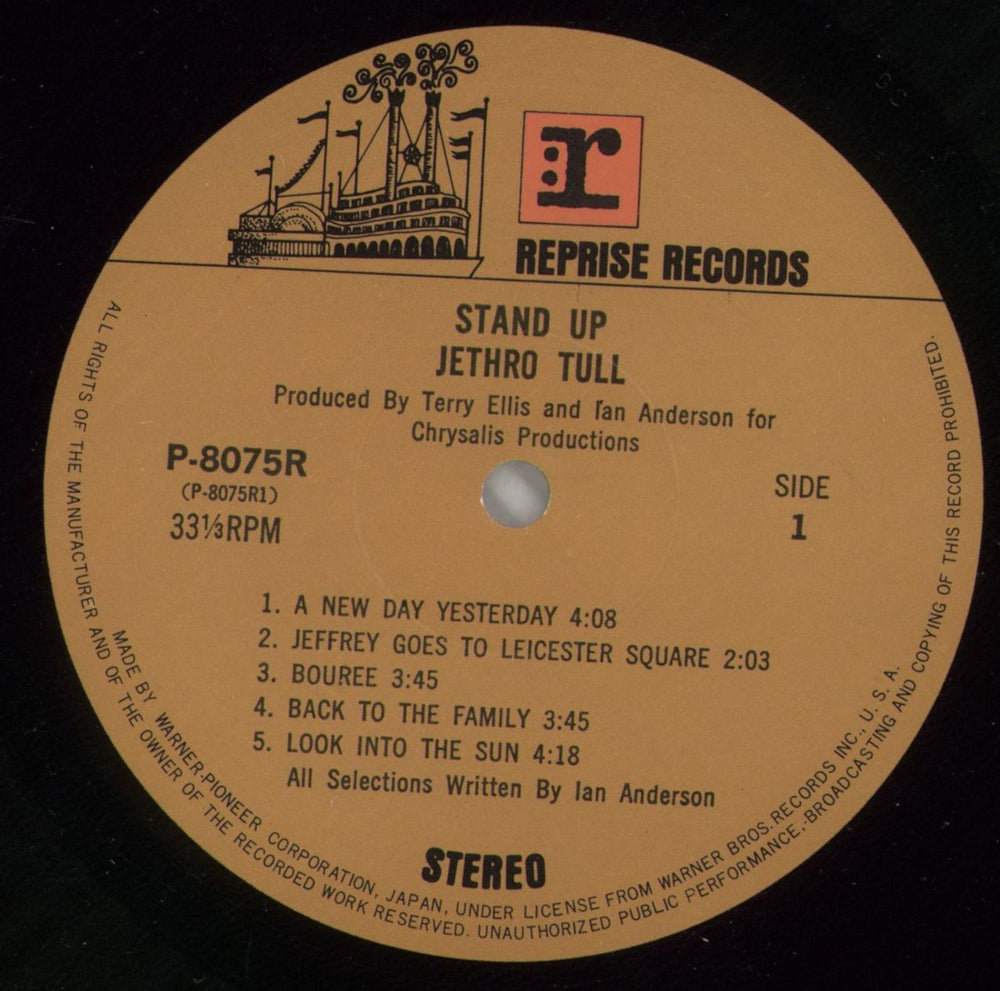 r
REPRISE RECORDS
STAND UP
JETHRO TULL
Produced By Terry Ellis and Ian Anderson for
Chrysalis Productions
P-8075R
(P-8075R1)
33⅓RPM
SIDE
1
1. A NEW DAY YESTERDAY 4:08
2. JEFFREY GOES TO LEICESTER SQUARE 2:03
3. BOUREE 3:45
4. BACK TO THE FAMILY 3:45
5. LOOK INTO THE SUN 4:18
All Selections Written By Ian Anderson
STEREO
MADE BY WARNER-PIONEER CORPORATION, JAPAN, UNDER LICENSE FROM WARNER BROS. RECORDS INC., U. S. A.
ALL RIGHTS OF THE MANUFACTURER AND OF THE OWNER OF THE RECORDED WORK RESERVED. UNAUTHORIZED PUBLIC PERFORMANCE, BROADCASTING AND COPYING OF THIS RECORD PROHIBITED.